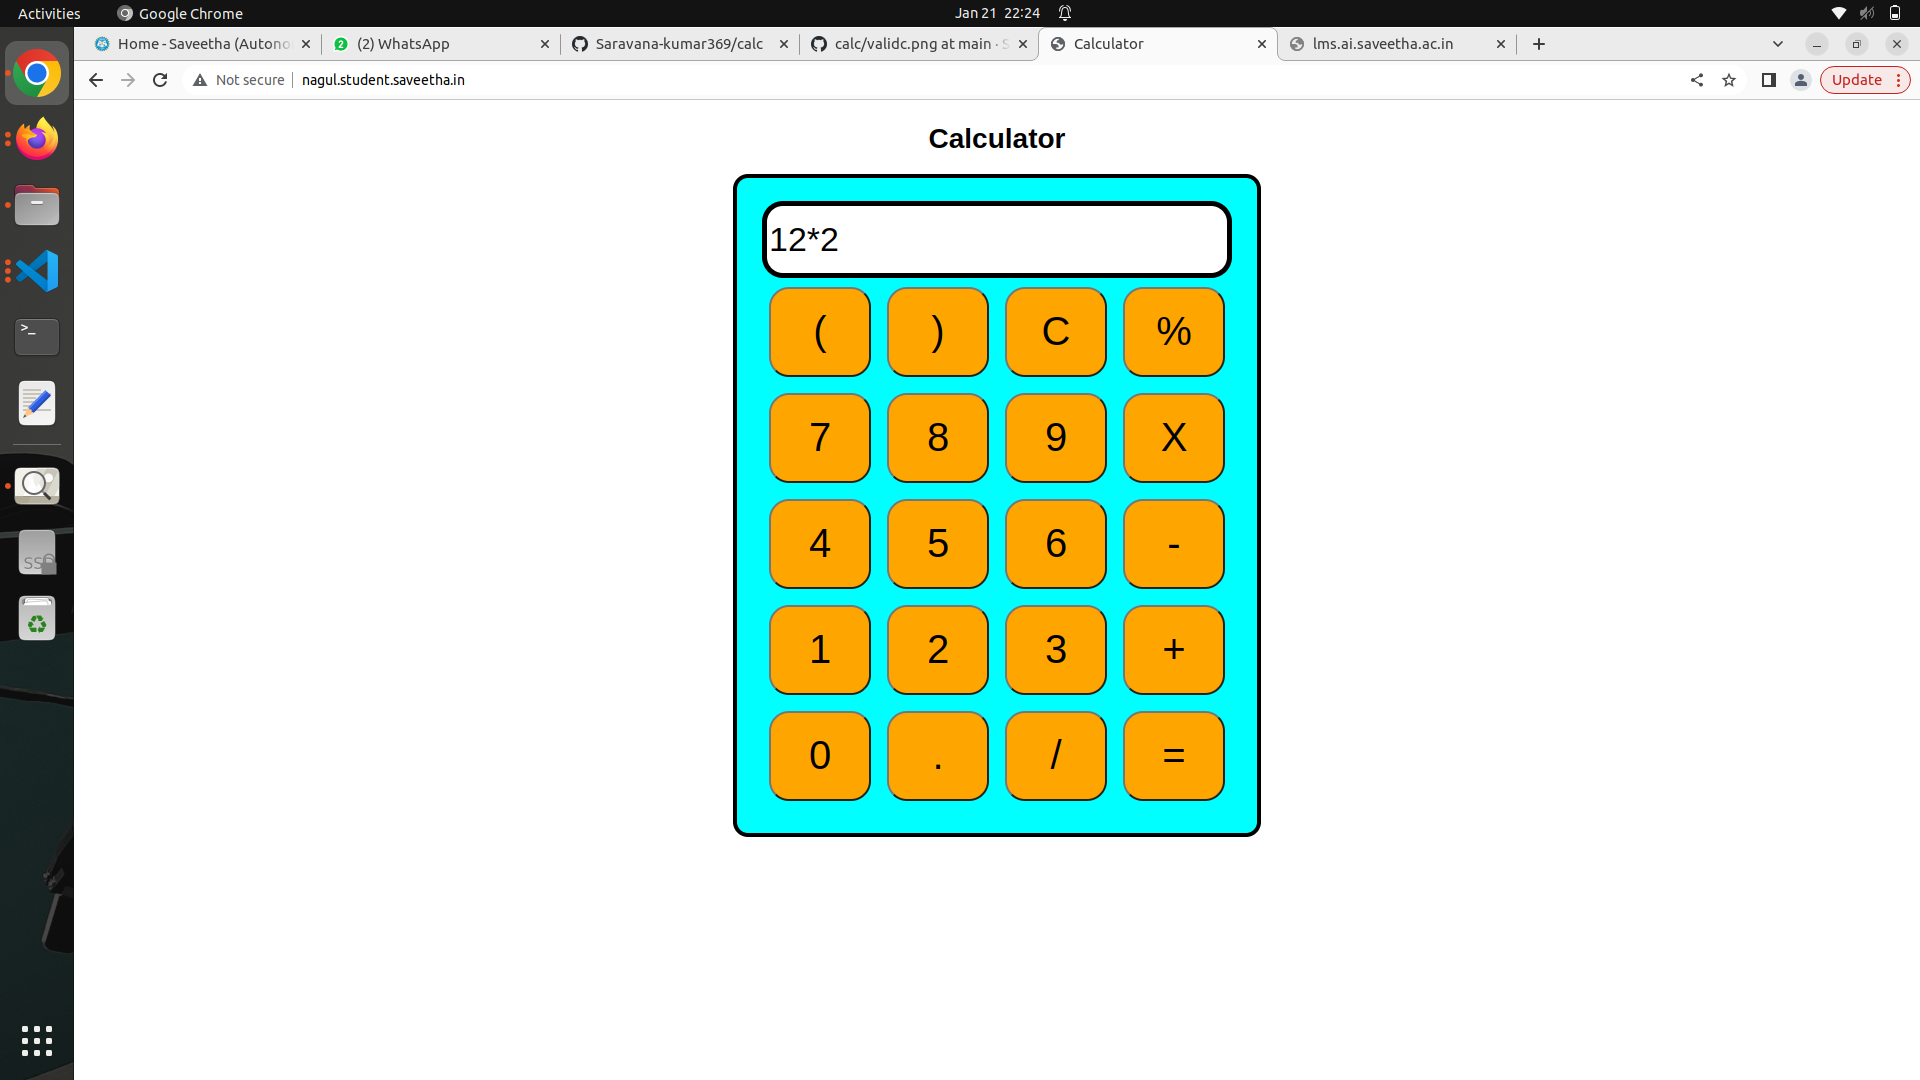 Activities Google Chrome Jan 21 22:24
Home - Saveetha (Autono (2) WhatsApp Saravana-kumar369/calc calc/validc.png at main · S Calculator lms.ai.saveetha.ac.in
Not secure nagul.student.saveetha.in Update
Calculator
12*2
( ) C %
7 8 9 X
4 5 6 -
1 2 3 +
0 . / =